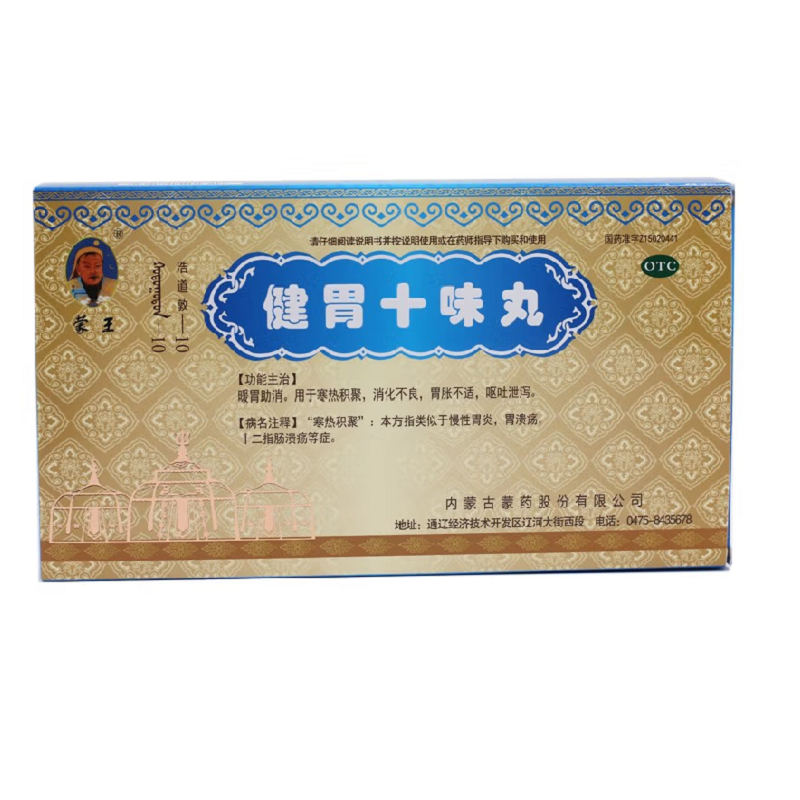 请仔细阅读说明书并按说明使用或在药师指导下购买和使用
国药准字Z15020441
OTC
®
蒙王
浩道敦—10
10
健胃十味丸
【功能主治】
暖胃助消。用于寒热积聚，消化不良，胃胀不适，呕吐泄泻。
【病名注释】“寒热积聚”：本方指类似于慢性胃炎，胃溃疡，
十二指肠溃疡等症。
内蒙古蒙药股份有限公司
地址：通辽经济技术开发区辽河大街西段 电话：0475-8435678